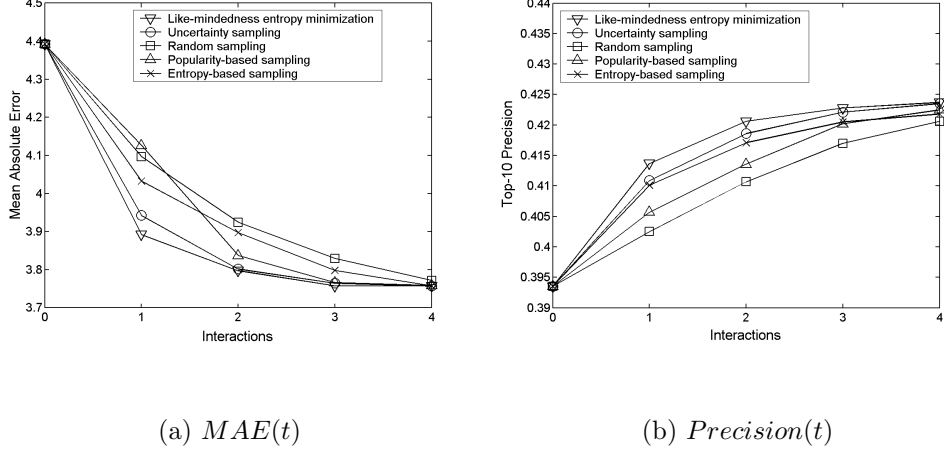 4.5
4.4
4.3
4.2
4.1
4
3.9
3.8
3.7
Mean Absolute Error
0
1
2
3
4
Interactions
Like-mindedness entropy minimization
Uncertainty sampling
Random sampling
Popularity-based sampling
Entropy-based sampling
(a) MAE(t)
0.44
0.435
0.43
0.425
0.42
0.415
0.41
0.405
0.4
0.395
0.39
Top-10 Precision
0
1
2
3
4
Interactions
Like-mindedness entropy minimization
Uncertainty sampling
Random sampling
Popularity-based sampling
Entropy-based sampling
(b) Precision(t)